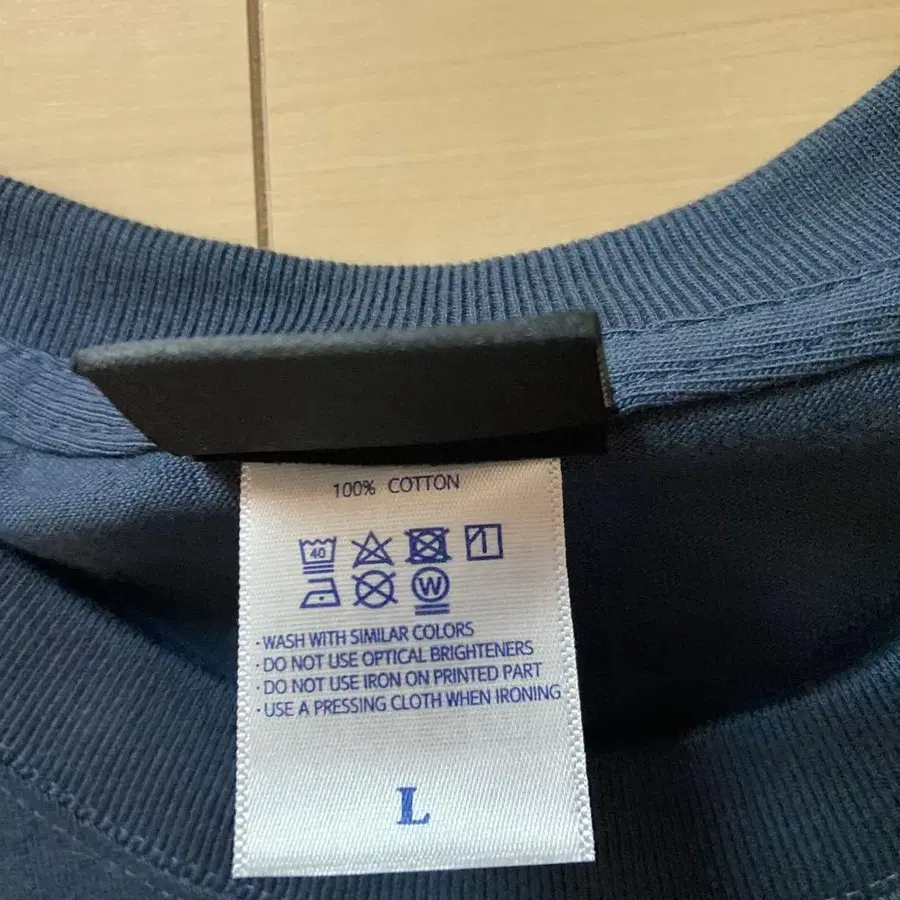 100% COTTON
40
W
· WASH WITH SIMILAR COLORS
· DO NOT USE OPTICAL BRIGHTENERS
· DO NOT USE IRON ON PRINTED PART
· USE A PRESSING CLOTH WHEN IRONING
L